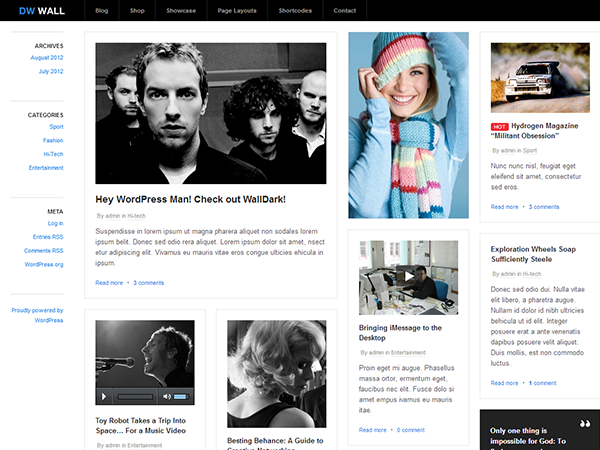 DW WALL
Blog
Shop
Showcase
Page Layouts
Shortcodes
Contact
ARCHIVES
August 2012
July 2012
CATEGORIES
Sport
Fashion
Hi-Tech
Entertainment
META
Log in
Entries RSS
Comments RSS
WordPress.org
Proudly powered by
WordPress
Hey WordPress Man! Check out WallDark!
By admin in Hi-tech
Suspendisse in lorem ut magna pharera aliquet non sodales lorem
ipsum belit. Donec sed odio rera aliquet. Lorem ipsum dolor sit amet, nsect
etur adipiscing elit. Vivamus eu mauris vitae eros congue ulticies ehicula in
ipsum.
Read more • 3 comments
Toy Robot Takes a Trip Into
Space… For a Music Video
By admin in Entertainment
Besting Behance: A Guide to
Creative Networking
Bringing iMessage to the
Desktop
By admin in Entertainment
Proin eget mi augue. Phasellus
massa ortor, ermentum eget,
faucibus nec elit. Fusce dolo si
amet empus ivamus eu mauris
itae.
Read more • 0 comment
HOT Hydrogen Magazine
“Militant Obsession”
By admin in Sport
Nunc nunc nisl, feugiat eget
eleifend sit amet, consectetur
sed eros.
Read more • 3 comments
Exploration Wheels Soap
Sufficiently Steele
By admin in Hi-tech
Donec sed odio dui. Nulla vitae
elit libero, a pharetra augue.
Nullam id dolor id nibh ultricies
behicula ut id elit. Integer
posuere erat a ante venenatis
dapibus posuere velit aliquet.
Duis mollis, est non commodo
luctus.
Read more • 1 comment
Only one thing is
impossible for God: To